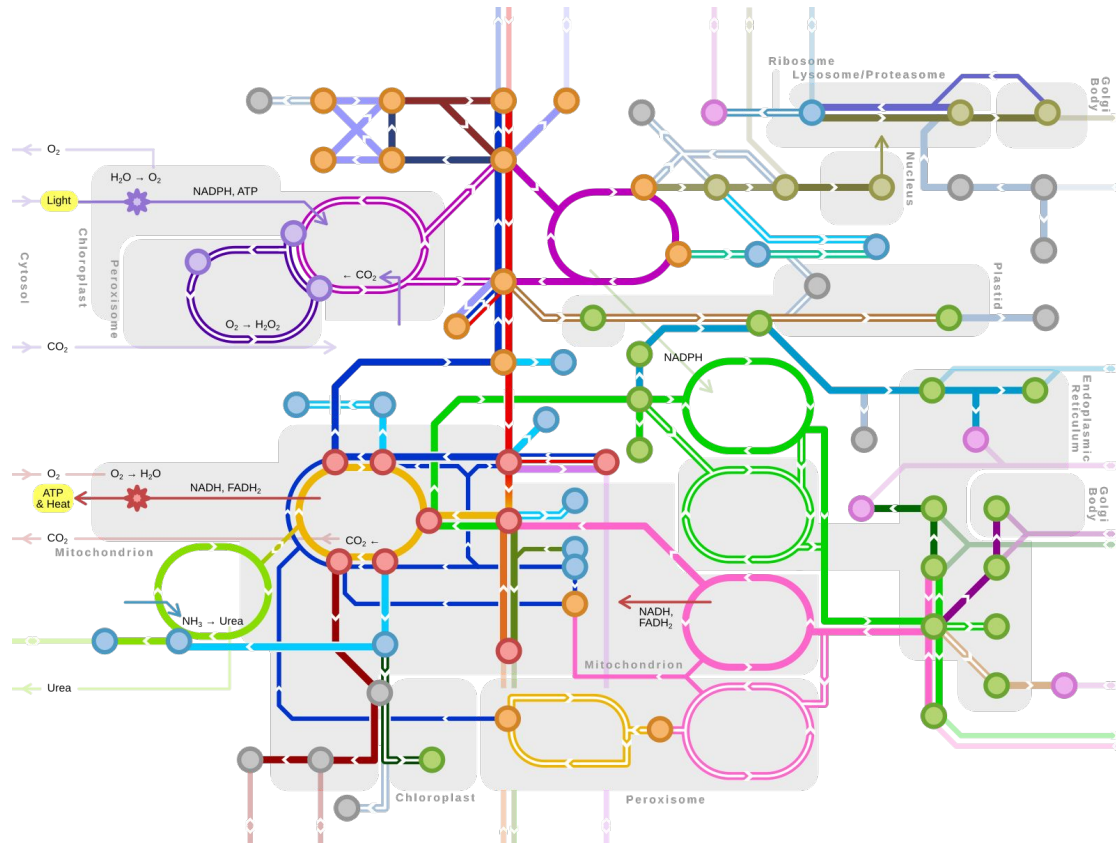 Ribosome
Lysosome/Proteasome
Golgi
Body
O₂
H₂O → O₂
Light
NADPH, ATP
Nucleus
Cytosol
Chloroplast
Peroxisome
← CO₂
Plastid
O₂ → H₂O₂
CO₂
NADPH
Endoplasmic
Reticulum
O₂
O₂ → H₂O
ATP
& Heat
NADH, FADH₂
Golgi
Body
CO₂
CO₂ ←
Mitochondrion
NH₃ → Urea
NADH,
FADH₂
Mitochondrion
Urea
Chloroplast
Peroxisome